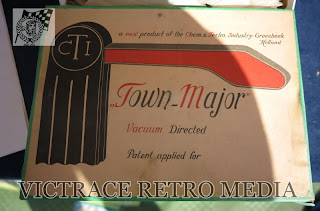 CTI
a new product of the Chem. & Techn. Industry-Groesbeek
Holland
„Town-Major"
Vacuum Directed
Patent applied for
VICTRACE RETRO MEDIA